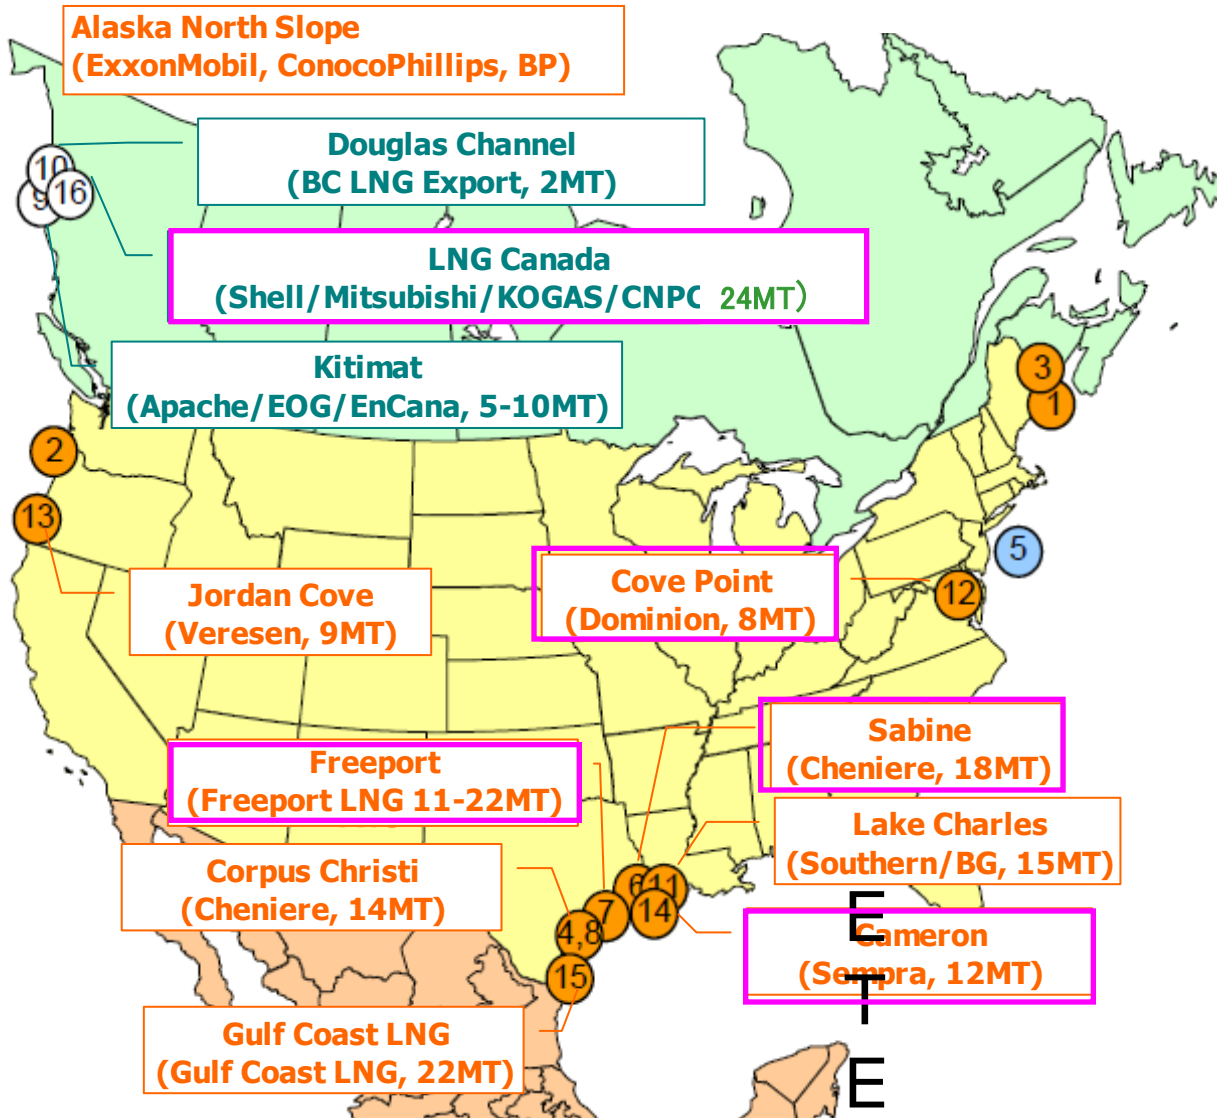 Alaska North Slope
(ExxonMobil, ConocoPhillips, BP)
Douglas Channel
(BC LNG Export, 2MT)
10
9
16
LNG Canada
(Shell/Mitsubishi/KOGAS/CNPC 24MT)
Kitimat
(Apache/EOG/EnCana, 5-10MT)
3
1
2
13
5
12
Jordan Cove
(Veresen, 9MT)
Cove Point
(Dominion, 8MT)
Sabine
(Cheniere, 18MT)
Freeport
(Freeport LNG 11-22MT)
Lake Charles
(Southern/BG, 15MT)
Corpus Christi
(Cheniere, 14MT)
6
11
7
14
4,8
15
E
Cameron
(Sempra, 12MT)
T
Gulf Coast LNG
(Gulf Coast LNG, 22MT)
E